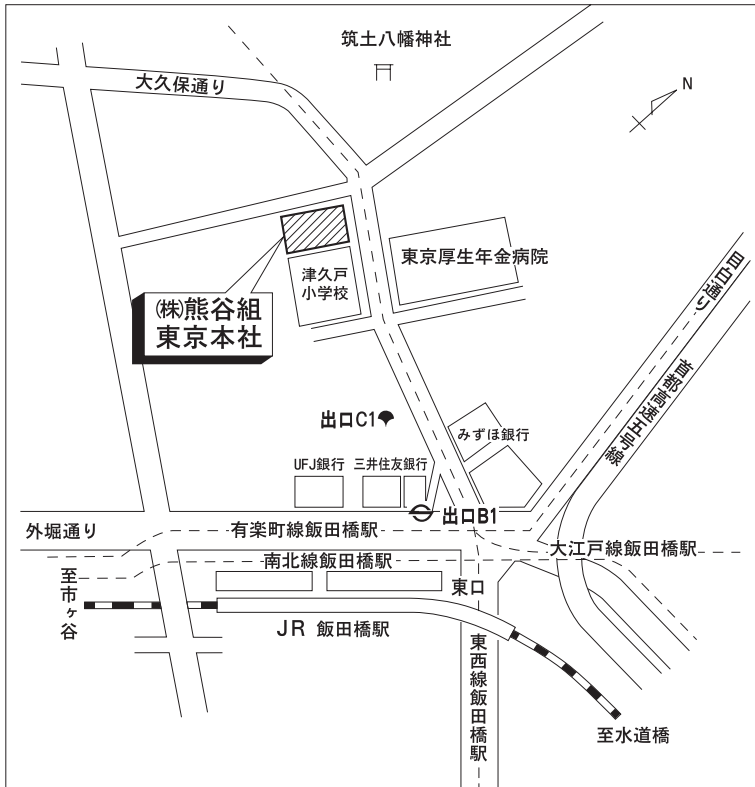 筑土八幡神社
大久保通り
N
東京厚生年金病院
津久戸
小学校
㈱熊谷組
東京本社
目白通り
首都高速五号線
出口C1
みずほ銀行
UFJ銀行
三井住友銀行
出口B1
外堀通り
有楽町線飯田橋駅
大江戸線飯田橋駅
南北線飯田橋駅
東口
至市ヶ谷
JR 飯田橋駅
東西線飯田橋駅
至水道橋